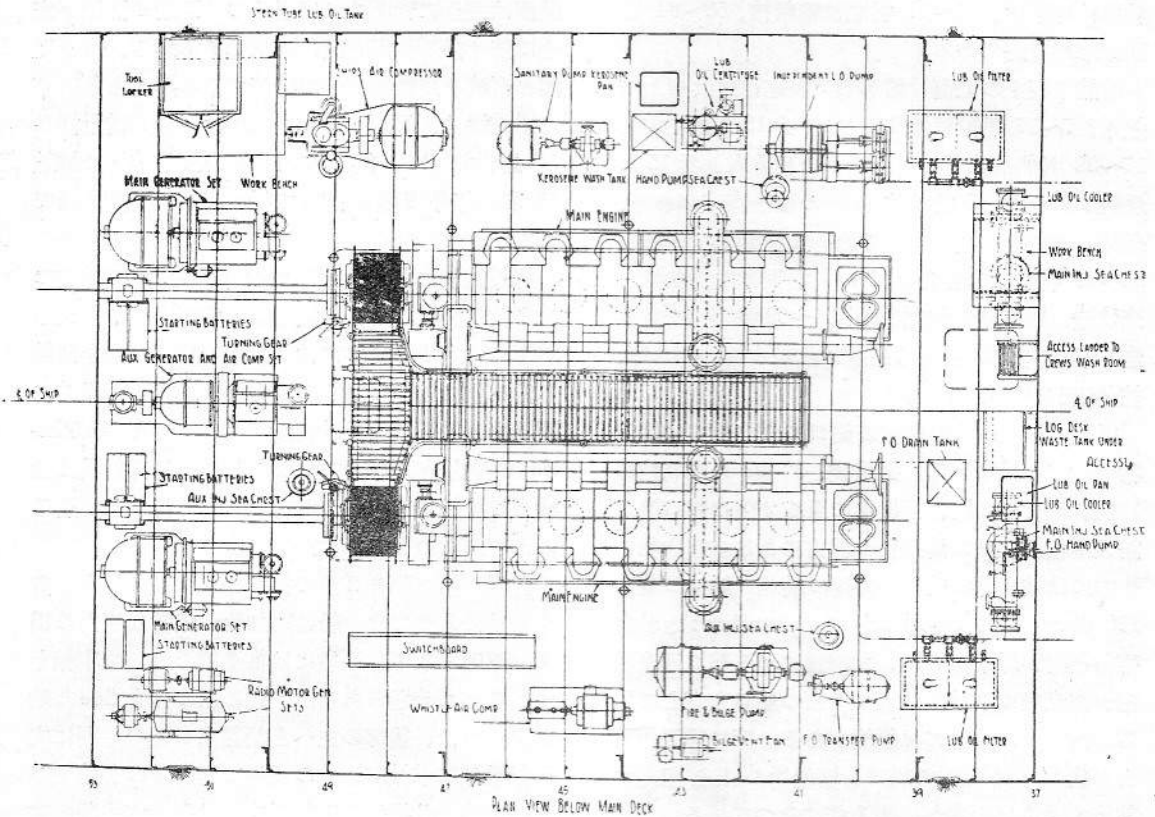 STERN TUBE LUB. OIL TANK
TOOL
LOCKER
SHIPS AIR COMPRESSOR
SANITARY PUMP
KEROSENE
PAN
LUB
OIL CENTRIFUGE
INDEPENDENT L.O. PUMP
LUB OIL FILTER
MAIN GENERATOR SET
WORK BENCH
KEROSENE WASH TANK
HAND PUMP
SEA CHEST
LUB OIL COOLER
MAIN ENGINE
WORK BENCH
MAIN INJ SEA CHEST
STARTING BATTERIES
TURNING GEAR
AUX GENERATOR AND AIR COMP SET
ACCESS LADDER TO
CREWS WASH ROOM
℄ OF SHIP
℄ OF SHIP
LOG DESK
WASTE TANK UNDER
F.O. DRAIN TANK
ACCESS
TURNING GEAR
STARTING BATTERIES
AUX INJ SEA CHEST
LUB OIL PAN
LUB OIL COOLER
MAIN INJ SEA CHEST
F.O. HAND PUMP
MAIN ENGINE
MAIN GENERATOR SET
STARTING BATTERIES
SWITCHBOARD
AUX INJ SEA CHEST
RADIO MOTOR GEN
SETS
WHISTLE AIR COMP
FIRE & BILGE PUMP
BILGE VENT FAN
F.O. TRANSFER PUMP
LUB OIL FILTER
53 51 49 47 45 43 41 39 37
PLAN VIEW BELOW MAIN DECK